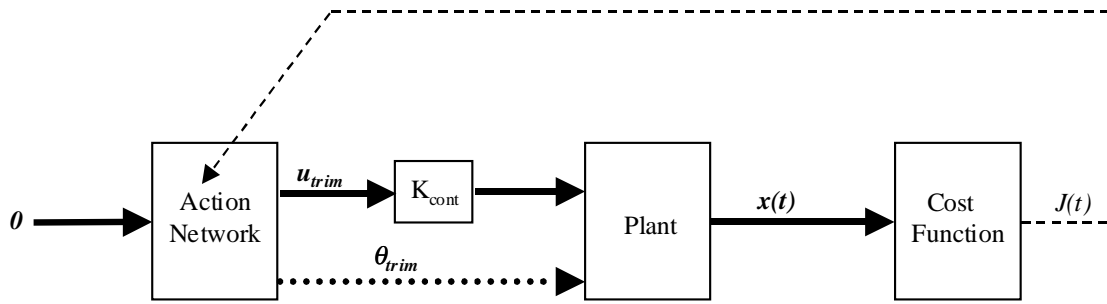 0
Action
Network
u_trim
K_cont
θ_trim
Plant
x(t)
Cost
Function
J(t)